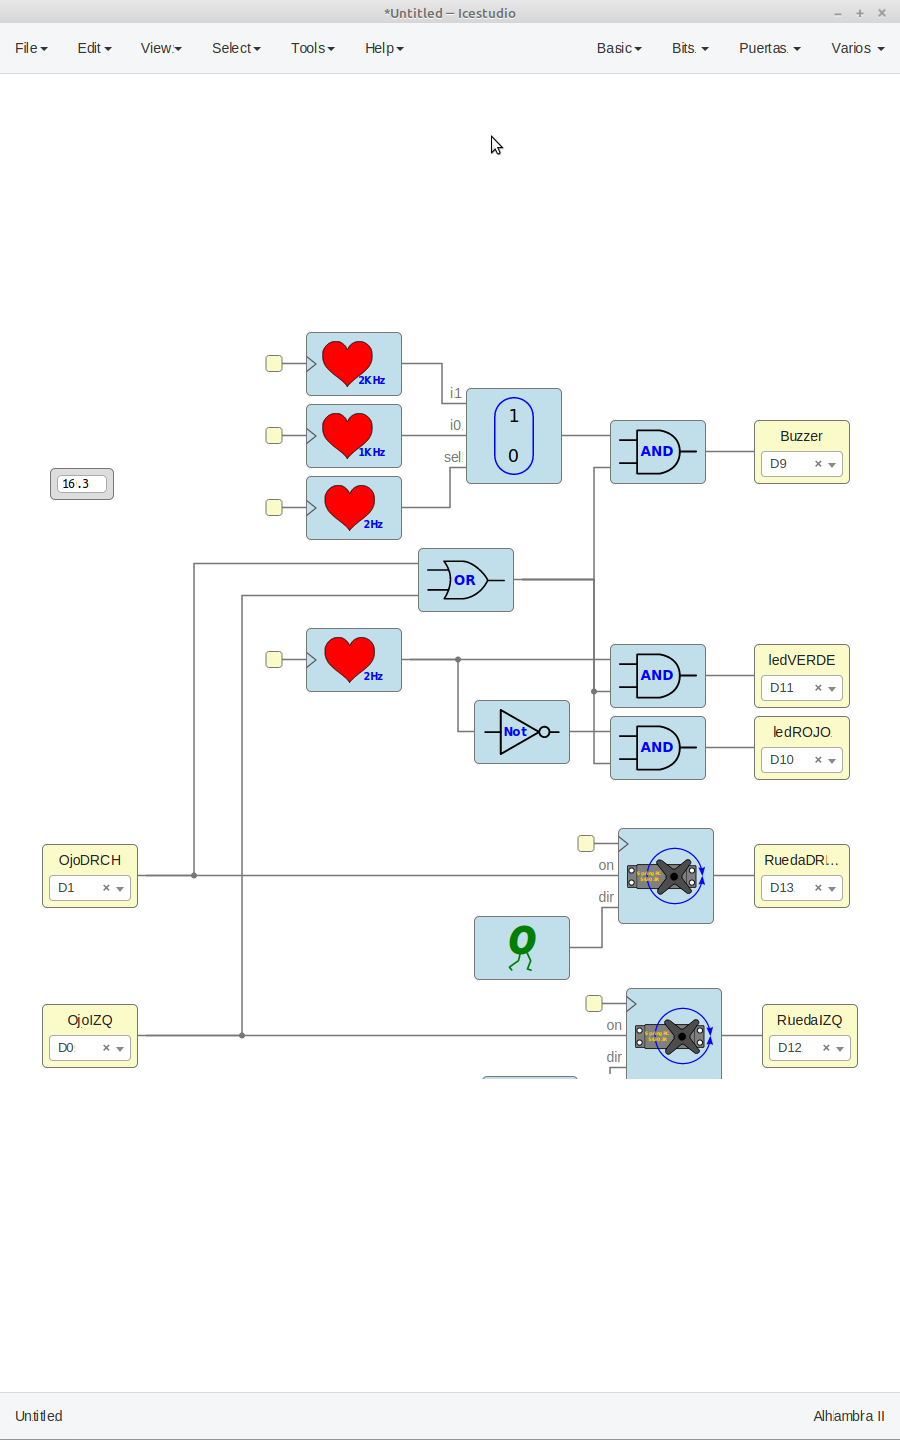 *Untitled – Icestudio
File Edit View Select Tools Help Basic Bits Puertas Varios
2KHz
i1
1
i0
1KHz
AND
Buzzer
D9
sel
0
16.3
2Hz
OR
2Hz
AND
ledVERDE
D11
Not
AND
ledROJO
D10
OjoDRCH
D1
on
dir
RuedaDRI...
D13
0
OjoIZQ
D0
on
dir
RuedaIZQ
D12
Untitled Alhambra II